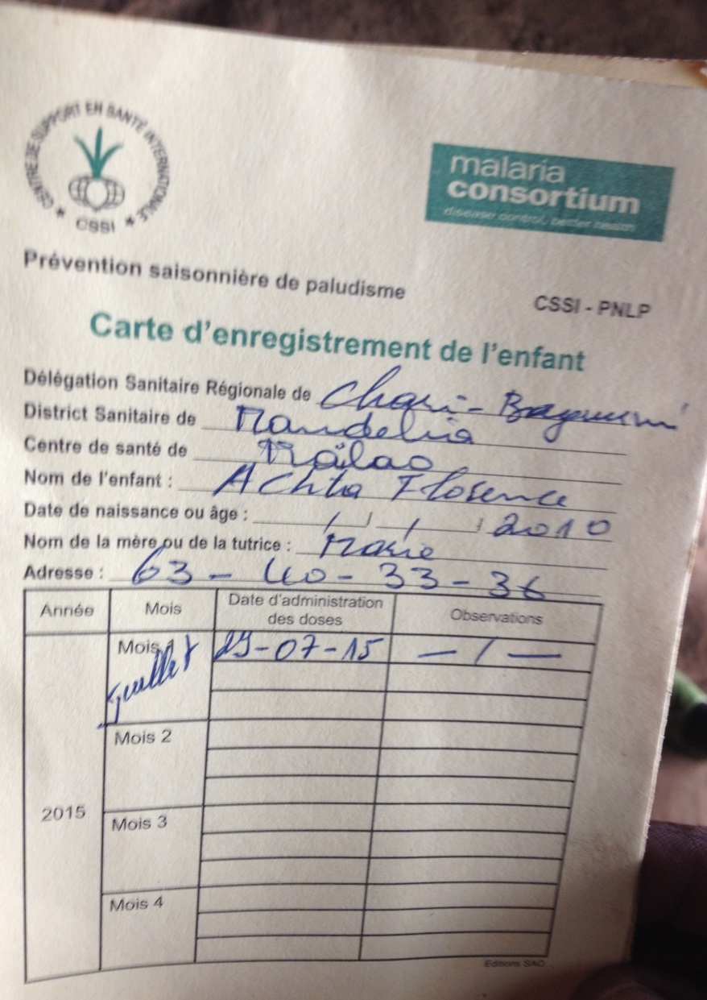 CENTRE DE SUPPORT EN SANTÉ INTERNATIONALE
CSSI
malaria
consortium
disease control, better health
Prévention saisonnière de paludisme
CSSI - PNLP
Carte d'enregistrement de l'enfant
Délégation Sanitaire Régionale de Chari-Baguirmi
District Sanitaire de Mandelia
Centre de santé de Maïlao
Nom de l'enfant : Achta Florence
Date de naissance ou âge : / / / 2010
Nom de la mère ou de la tutrice : Marie
Adresse : 63 - 40 - 33 - 36
Année Mois Date d'administration des doses Observations
Mois 1 29-07-15 — / —
Juillet
Mois 2
2015
Mois 3
Mois 4
Editions SAO